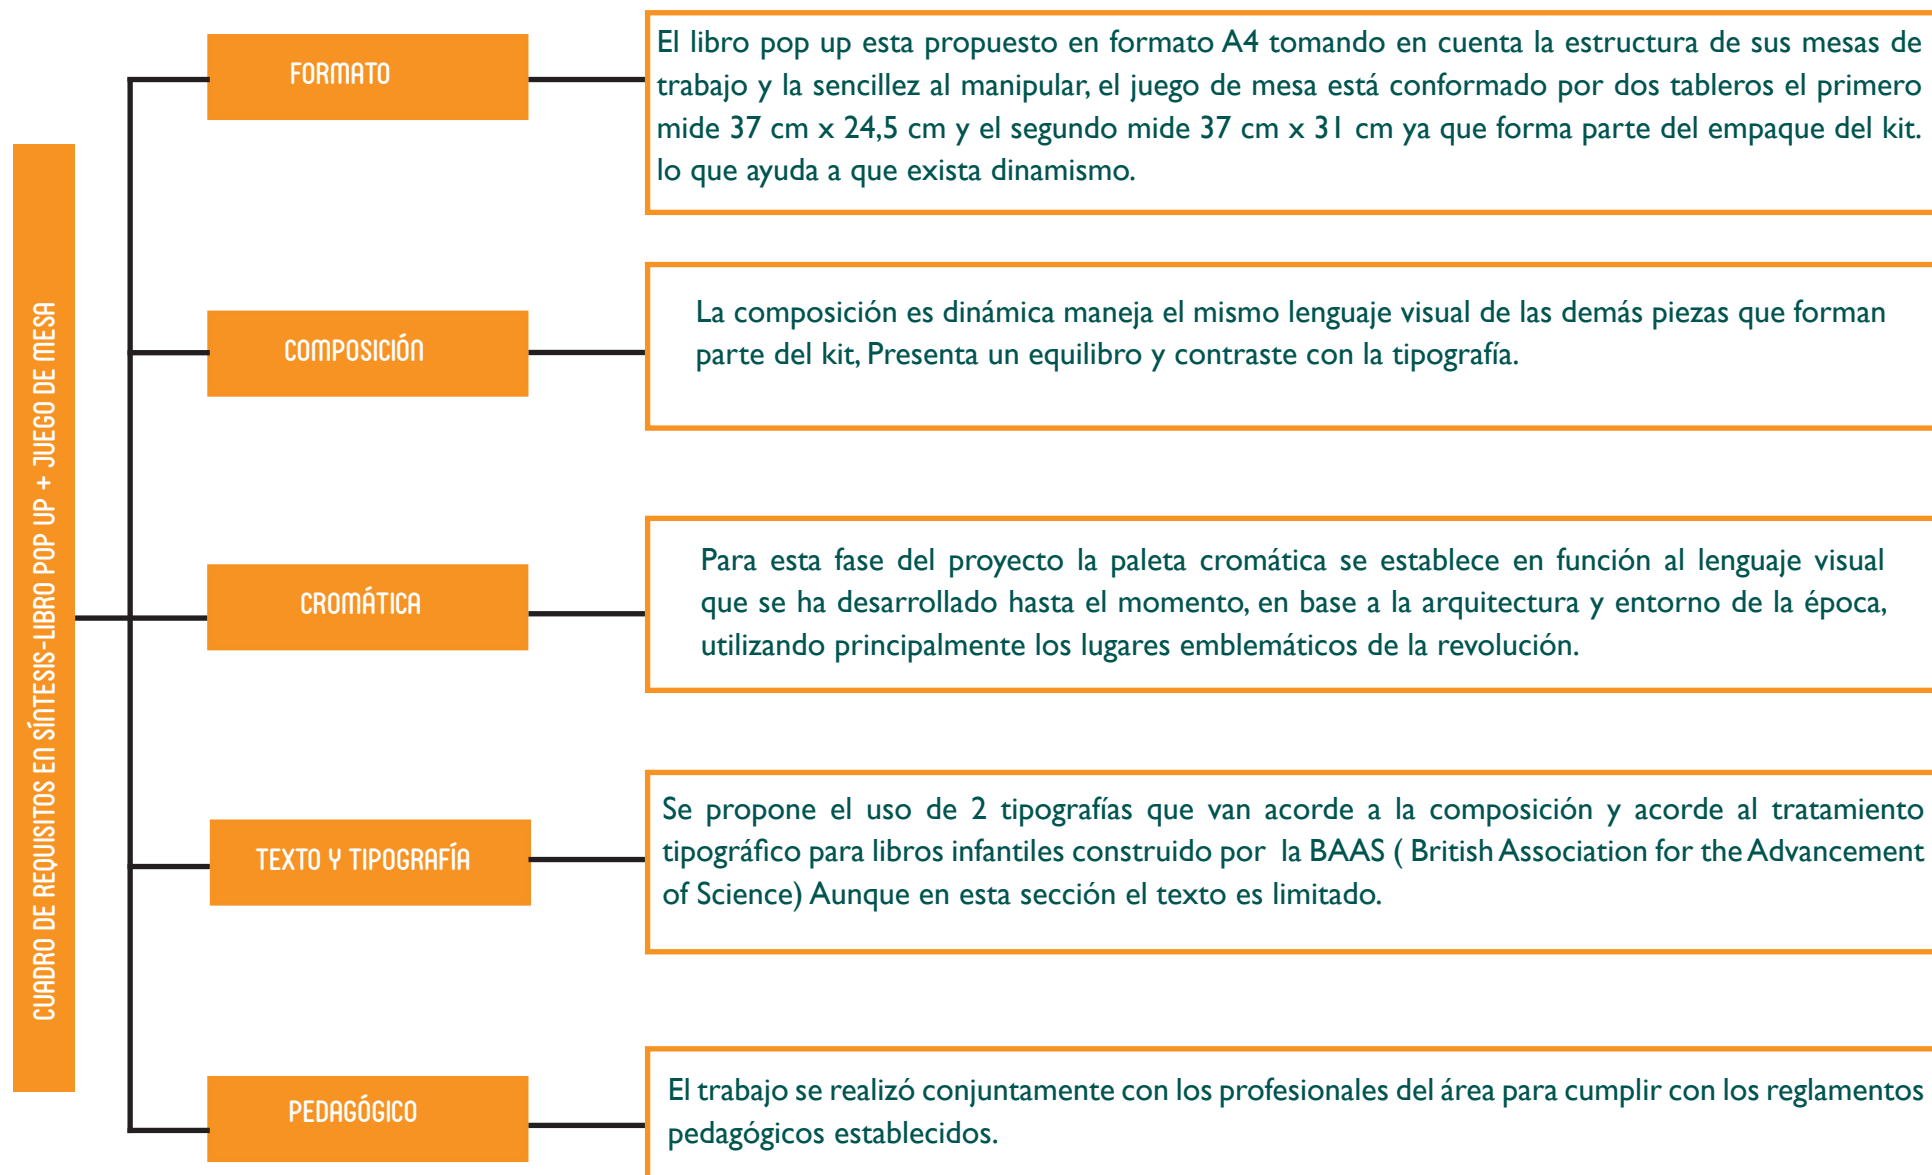 CUADRO DE REQUISITOS EN SÍNTESIS-LIBRO POP UP + JUEGO DE MESA
FORMATO
El libro pop up esta propuesto en formato A4 tomando en cuenta la estructura de sus mesas de
trabajo y la sencillez al manipular, el juego de mesa está conformado por dos tableros el primero
mide 37 cm x 24,5 cm y el segundo mide 37 cm x 31 cm ya que forma parte del empaque del kit.
lo que ayuda a que exista dinamismo.
COMPOSICIÓN
La composición es dinámica maneja el mismo lenguaje visual de las demás piezas que forman
parte del kit, Presenta un equilibro y contraste con la tipografía.
CROMÁTICA
Para esta fase del proyecto la paleta cromática se establece en función al lenguaje visual
que se ha desarrollado hasta el momento, en base a la arquitectura y entorno de la época,
utilizando principalmente los lugares emblemáticos de la revolución.
TEXTO Y TIPOGRAFÍA
Se propone el uso de 2 tipografías que van acorde a la composición y acorde al tratamiento
tipográfico para libros infantiles construido por la BAAS ( British Association for the Advancement
of Science) Aunque en esta sección el texto es limitado.
PEDAGÓGICO
El trabajo se realizó conjuntamente con los profesionales del área para cumplir con los reglamentos
pedagógicos establecidos.